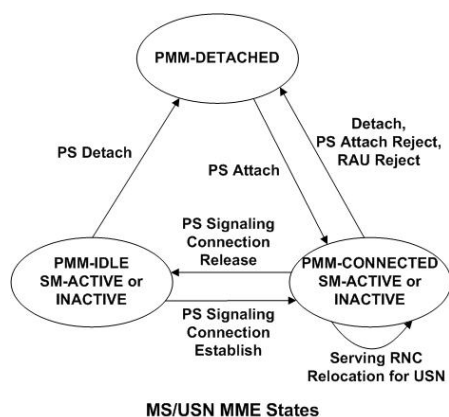 PMM-DETACHED
Detach,
PS Attach Reject,
RAU Reject
PS Detach
PS Attach
PS Signaling
Connection
Release
PMM-IDLE
SM-ACTIVE or
INACTIVE
PMM-CONNECTED
SM-ACTIVE or
INACTIVE
PS Signaling
Connection
Establish
Serving RNC
Relocation for USN
MS/USN MME States